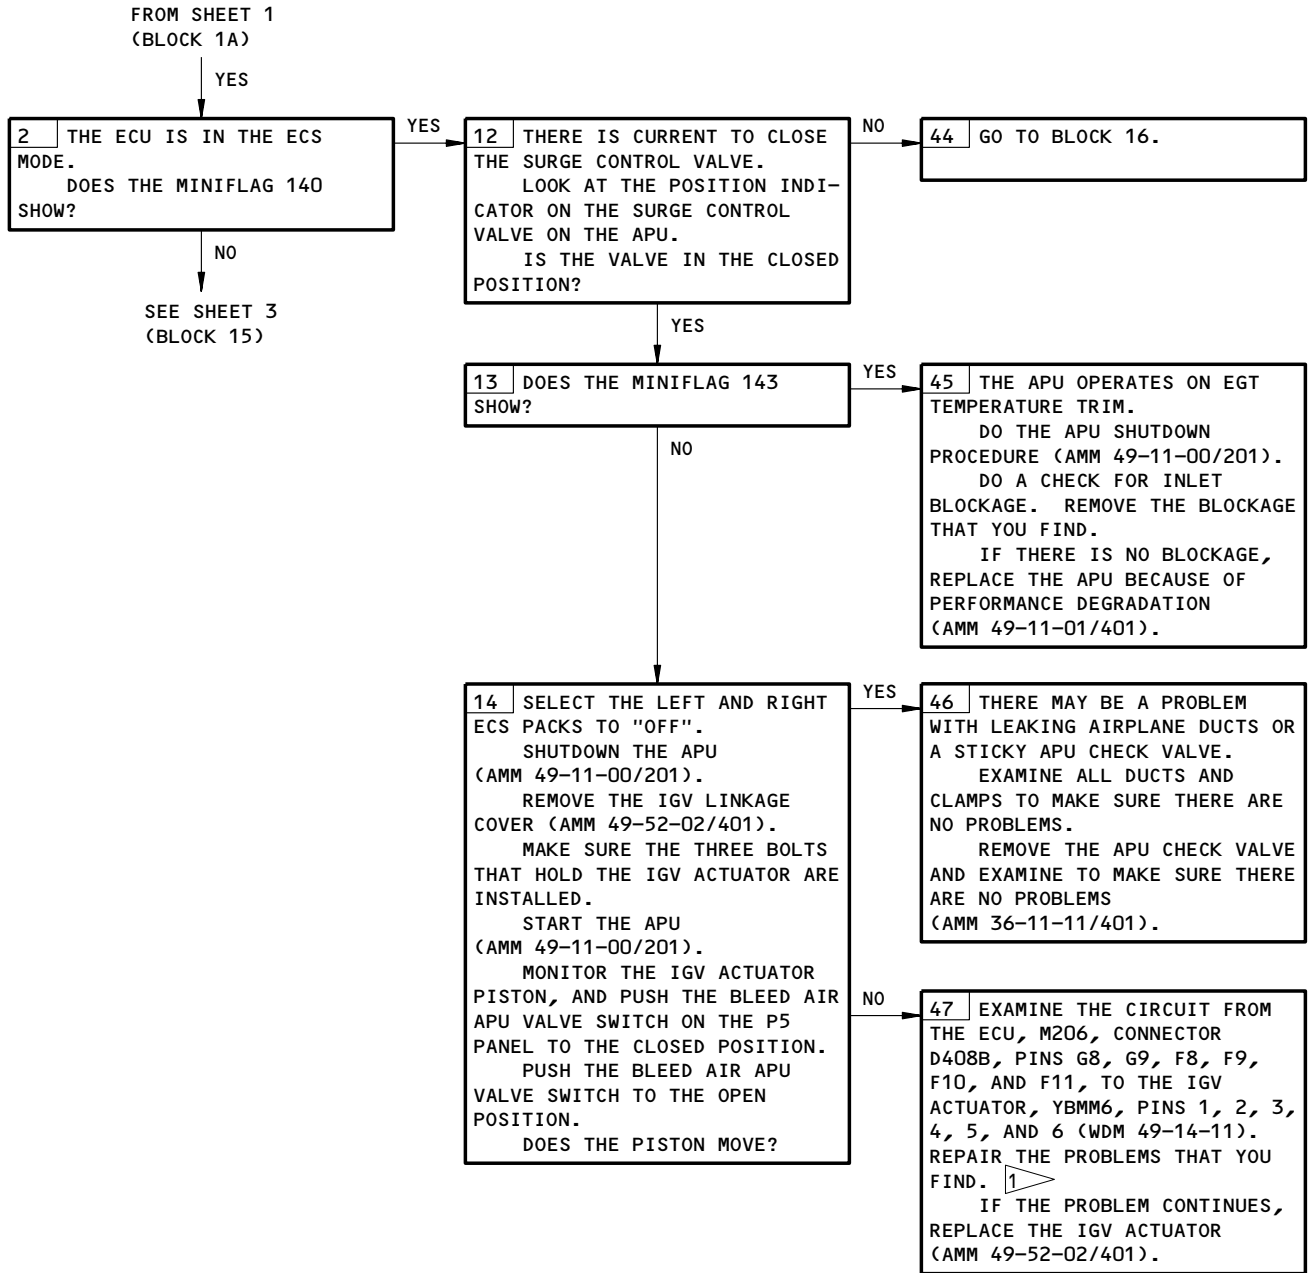 FROM SHEET 1
(BLOCK 1A)
YES
2 THE ECU IS IN THE ECS
MODE.
DOES THE MINIFLAG 140
SHOW?
YES
NO
SEE SHEET 3
(BLOCK 15)
12 THERE IS CURRENT TO CLOSE
THE SURGE CONTROL VALVE.
LOOK AT THE POSITION INDI-
CATOR ON THE SURGE CONTROL
VALVE ON THE APU.
IS THE VALVE IN THE CLOSED
POSITION?
NO
44 GO TO BLOCK 16.
YES
13 DOES THE MINIFLAG 143
SHOW?
YES
45 THE APU OPERATES ON EGT
TEMPERATURE TRIM.
DO THE APU SHUTDOWN
PROCEDURE (AMM 49-11-00/201).
DO A CHECK FOR INLET
BLOCKAGE. REMOVE THE BLOCKAGE
THAT YOU FIND.
IF THERE IS NO BLOCKAGE,
REPLACE THE APU BECAUSE OF
PERFORMANCE DEGRADATION
(AMM 49-11-01/401).
NO
14 SELECT THE LEFT AND RIGHT
ECS PACKS TO "OFF".
SHUTDOWN THE APU
(AMM 49-11-00/201).
REMOVE THE IGV LINKAGE
COVER (AMM 49-52-02/401).
MAKE SURE THE THREE BOLTS
THAT HOLD THE IGV ACTUATOR ARE
INSTALLED.
START THE APU
(AMM 49-11-00/201).
MONITOR THE IGV ACTUATOR
PISTON, AND PUSH THE BLEED AIR
APU VALVE SWITCH ON THE P5
PANEL TO THE CLOSED POSITION.
PUSH THE BLEED AIR APU
VALVE SWITCH TO THE OPEN
POSITION.
DOES THE PISTON MOVE?
YES
46 THERE MAY BE A PROBLEM
WITH LEAKING AIRPLANE DUCTS OR
A STICKY APU CHECK VALVE.
EXAMINE ALL DUCTS AND
CLAMPS TO MAKE SURE THERE ARE
NO PROBLEMS.
REMOVE THE APU CHECK VALVE
AND EXAMINE TO MAKE SURE THERE
ARE NO PROBLEMS
(AMM 36-11-11/401).
NO
47 EXAMINE THE CIRCUIT FROM
THE ECU, M206, CONNECTOR
D408B, PINS G8, G9, F8, F9,
F10, AND F11, TO THE IGV
ACTUATOR, YBMM6, PINS 1, 2, 3,
4, 5, AND 6 (WDM 49-14-11).
REPAIR THE PROBLEMS THAT YOU
FIND. 1
IF THE PROBLEM CONTINUES,
REPLACE THE IGV ACTUATOR
(AMM 49-52-02/401).